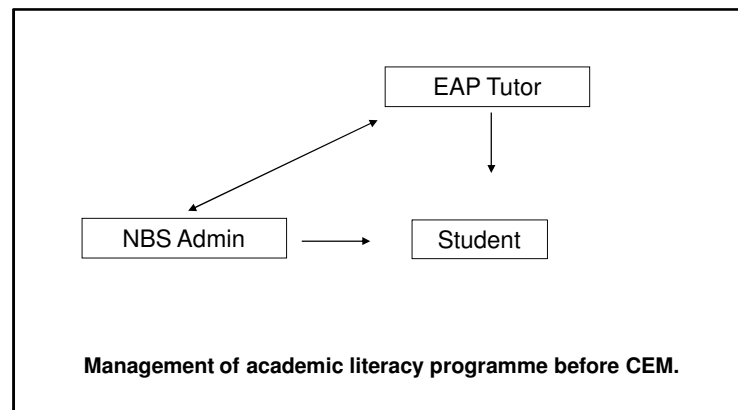 EAP Tutor
NBS Admin
Student
Management of academic literacy programme before CEM.